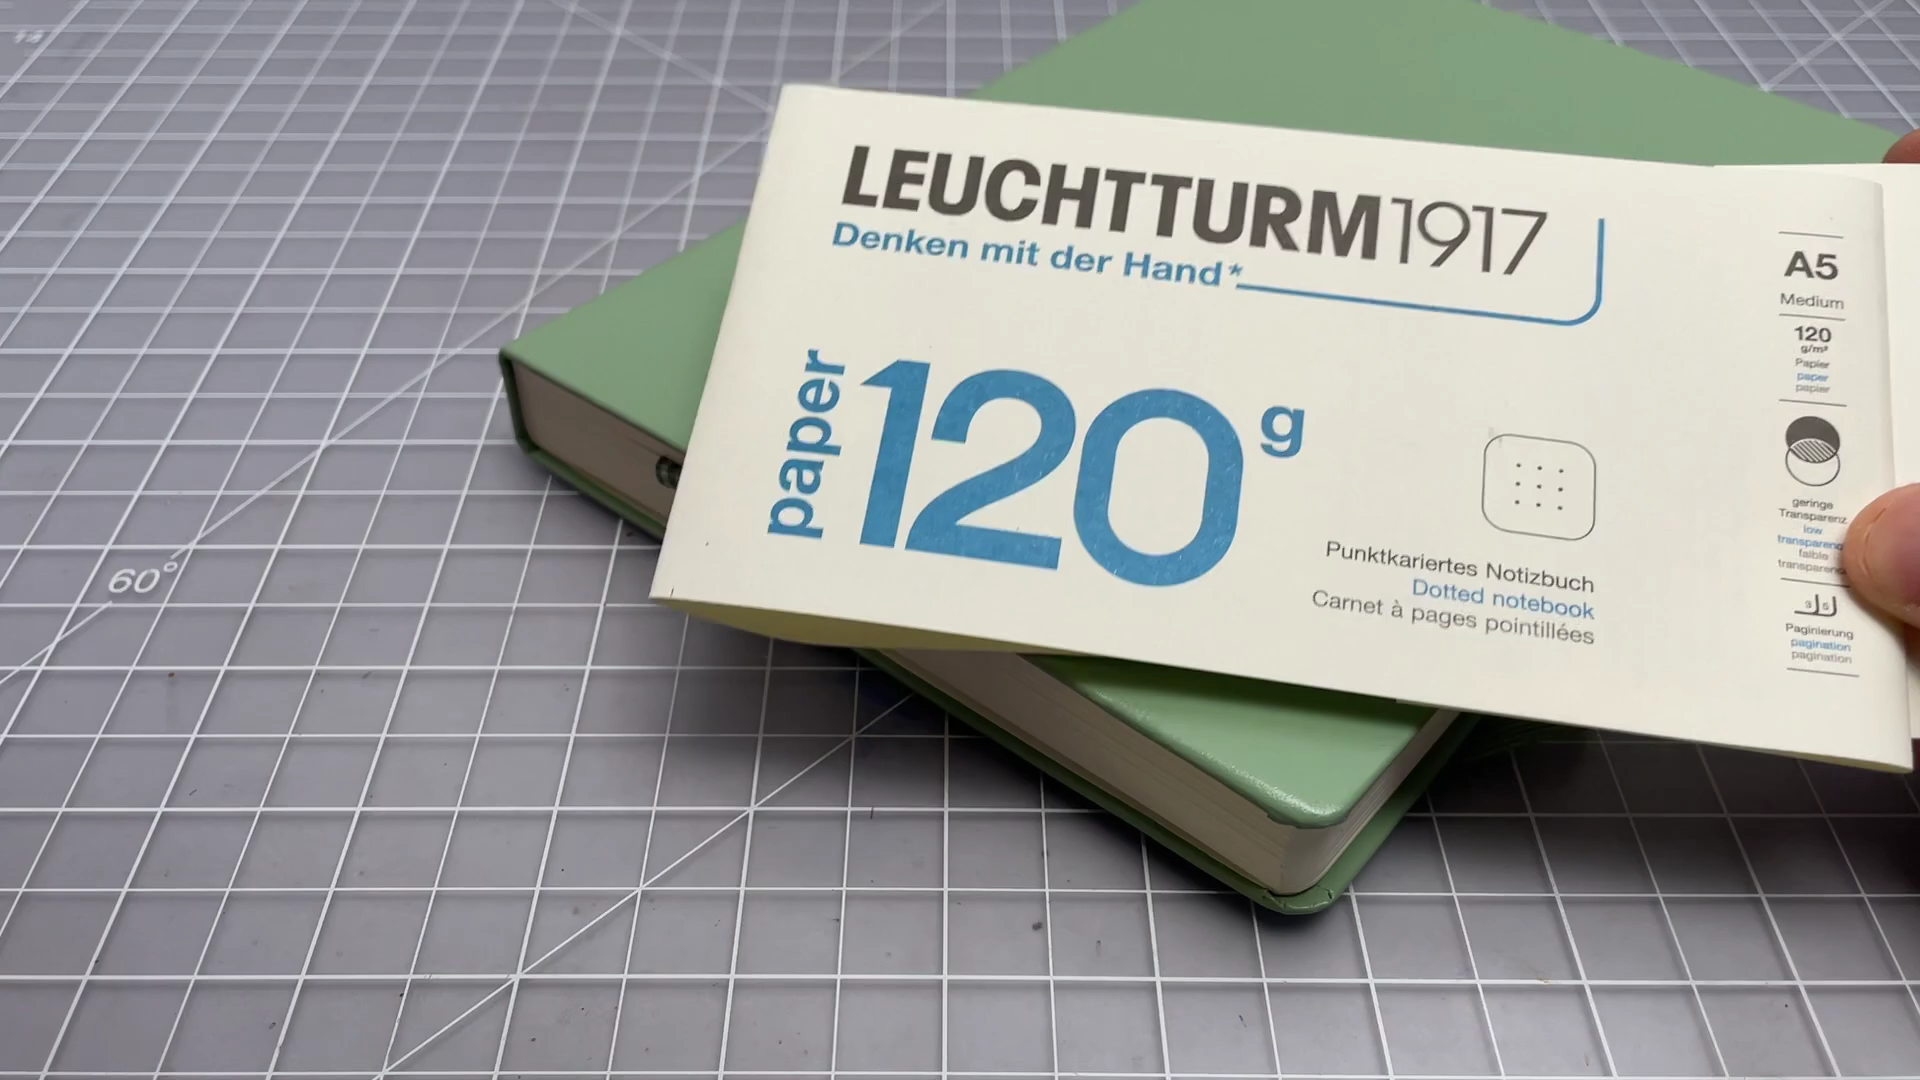 LEUCHTTURM1917
Denken mit der Hand*
paper
120g
Punktkariertes Notizbuch
Dotted notebook
Carnet à pages pointillées
A5
Medium
120
g/m²
Papier
paper
papier
geringe
Transparenz
low
faible
Paginierung
pagination
pagination
60°